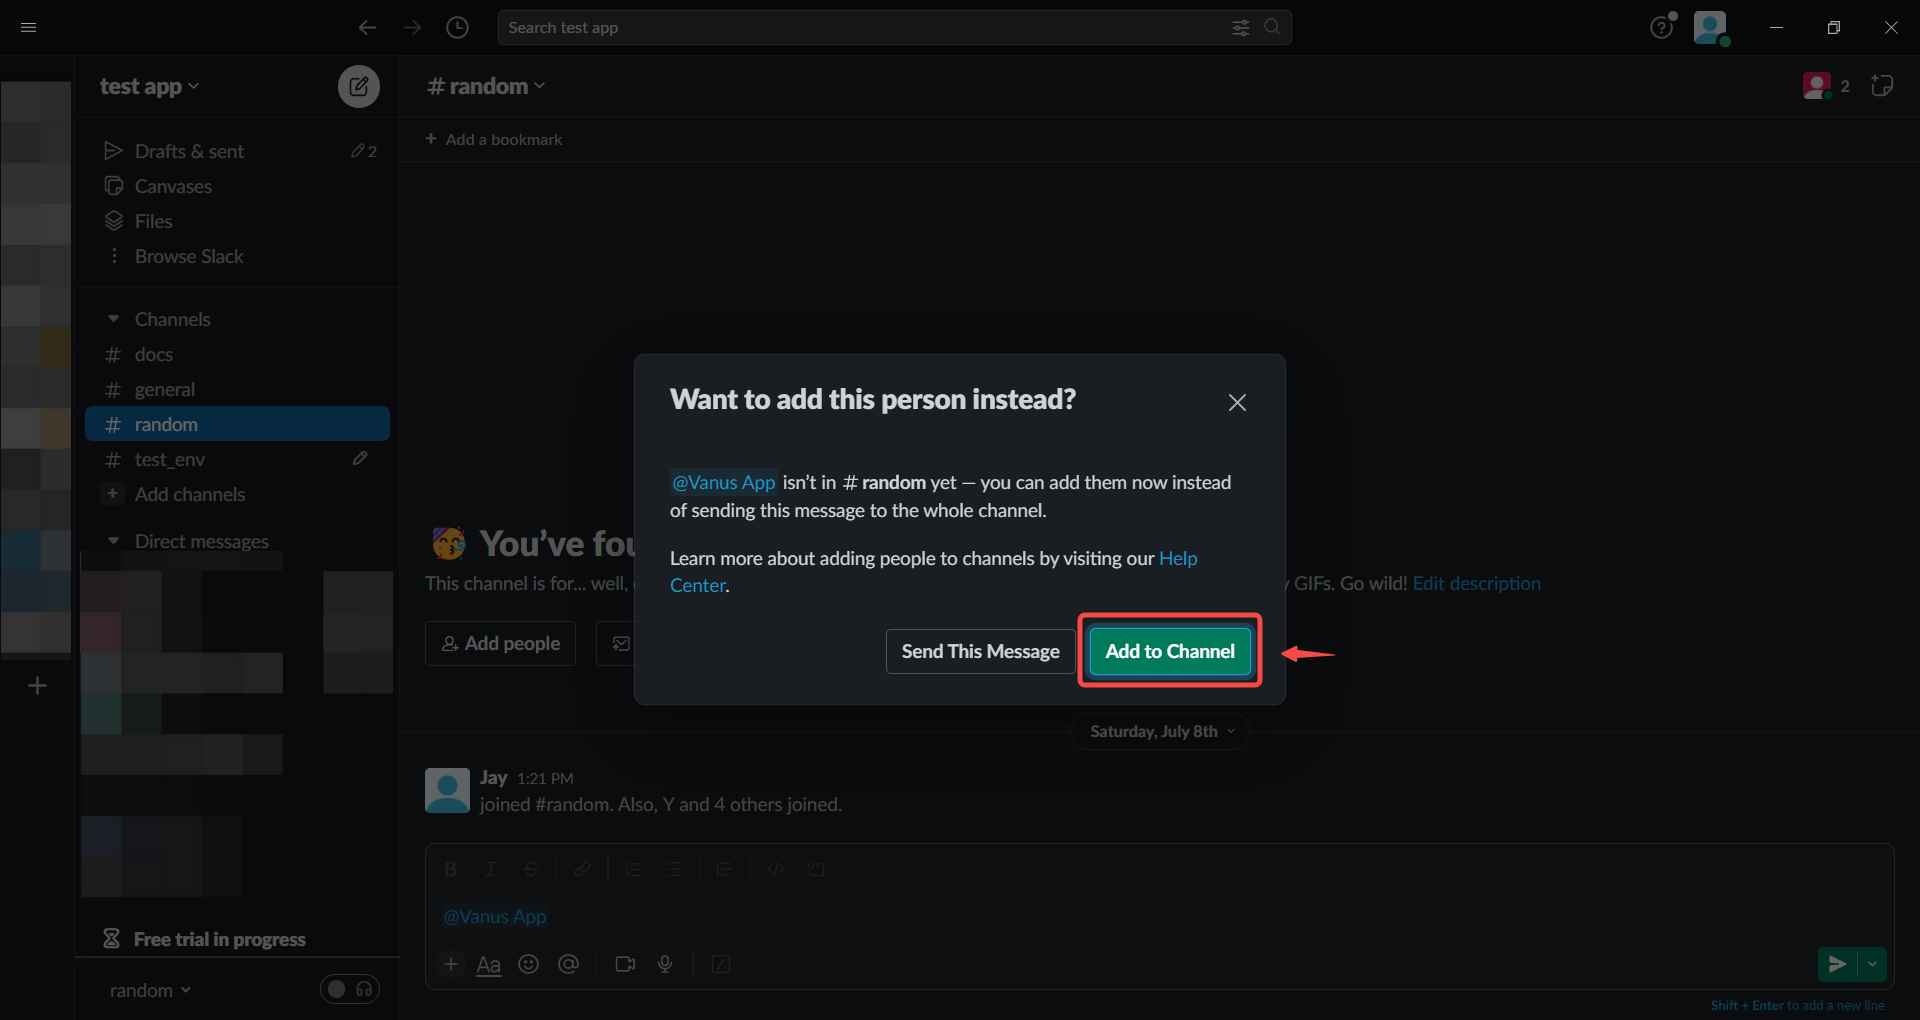 Search test app
test app
# random
2
+ Add a bookmark
Drafts & sent
2
Canvases
Files
Browse Slack
Channels
# docs
# general
# random
# test_env
+ Add channels
Direct messages
Free trial in progress
random
You've fou
This channel is for... well,
y GIFs. Go wild! Edit description
Add people
Want to add this person instead?
@Vanus App isn't in # random yet — you can add them now instead
of sending this message to the whole channel.
Learn more about adding people to channels by visiting our Help
Center.
Send This Message
Add to Channel
Saturday, July 8th
Jay 1:21 PM
joined #random. Also, Y and 4 others joined.
B I S
@Vanus App
+ Aa @
Shift + Enter to add a new line